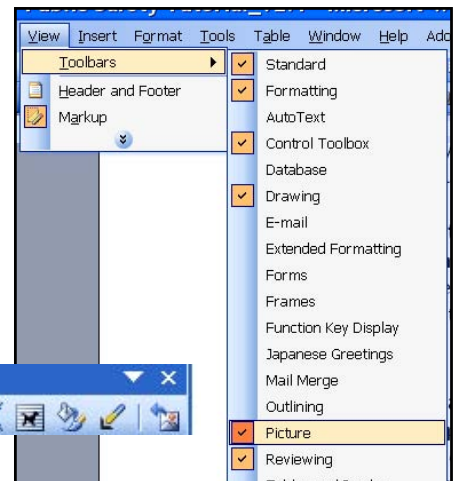 View Insert Format Tools Table Window Help
Toolbars
Header and Footer
Markup
Standard
Formatting
AutoText
Control Toolbox
Database
Drawing
E-mail
Extended Formatting
Forms
Frames
Function Key Display
Japanese Greetings
Mail Merge
Outlining
Picture
Reviewing